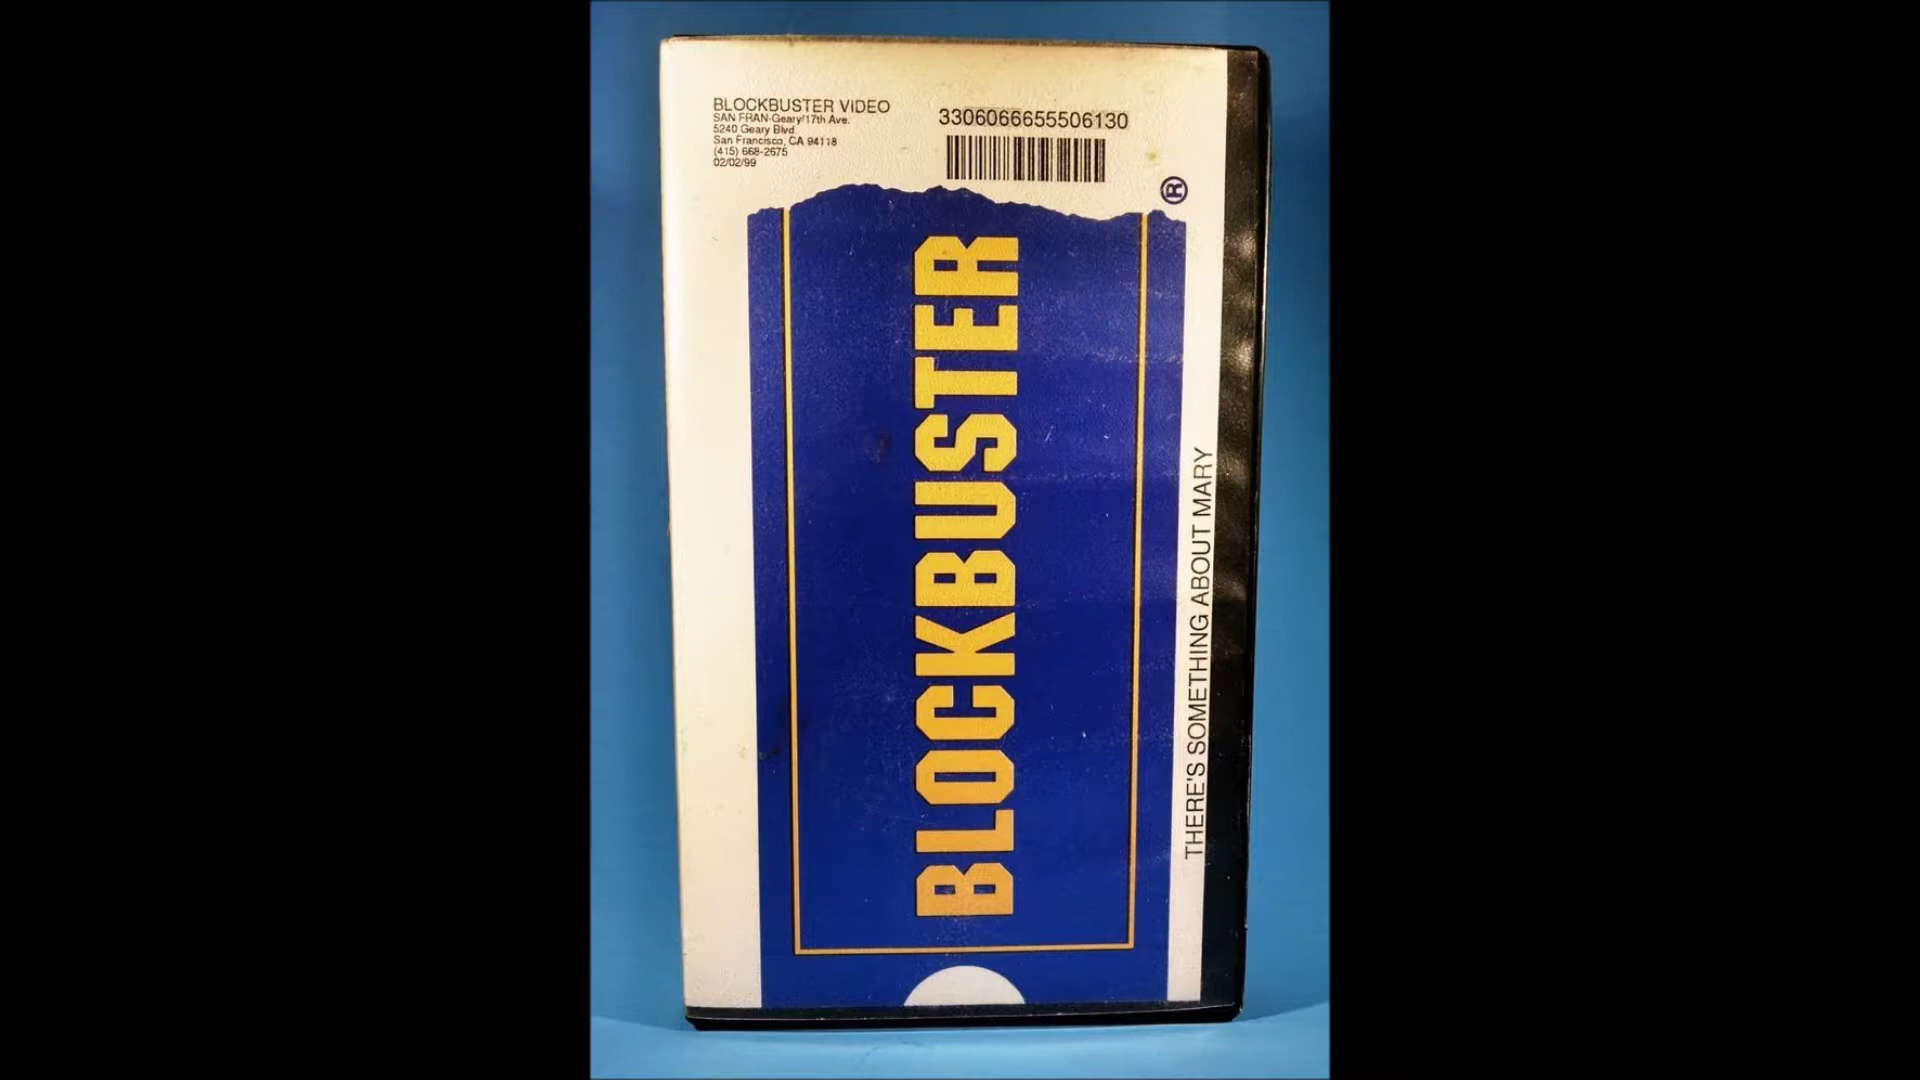 BLOCKBUSTER VIDEO
SAN FRAN-Geary/17th Ave.
5240 Geary Blvd.
San Francisco, CA 94118
(415) 668-2675
02/02/99
3306066655506130
®
BLOCKBUSTER
THERE'S SOMETHING ABOUT MARY